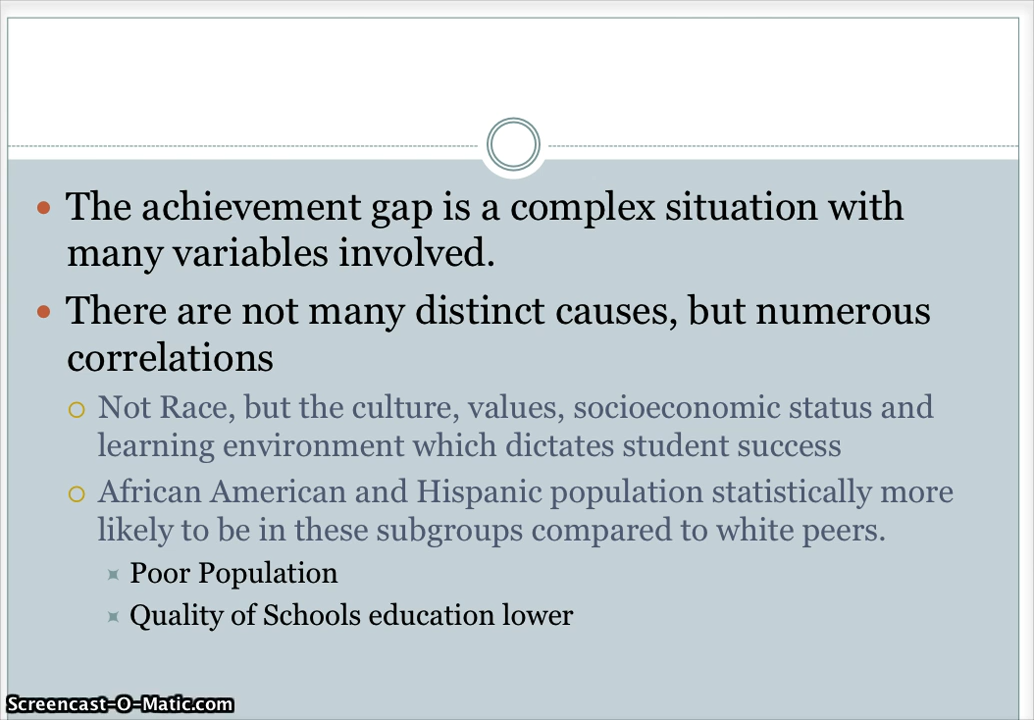 The achievement gap is a complex situation with
many variables involved.
There are not many distinct causes, but numerous
correlations
Not Race, but the culture, values, socioeconomic status and
learning environment which dictates student success
African American and Hispanic population statistically more
likely to be in these subgroups compared to white peers.
Poor Population
Quality of Schools education lower
Screencast-O-Matic.com